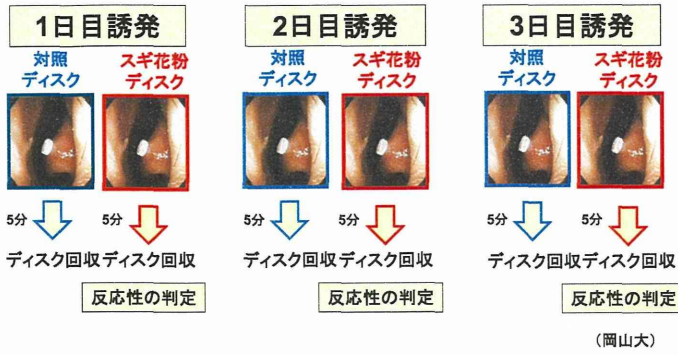 1日目誘発
対照
ディスク
スギ花粉
ディスク
5分
5分
ディスク回収ディスク回収
反応性の判定
2日目誘発
対照
ディスク
スギ花粉
ディスク
5分
5分
ディスク回収ディスク回収
反応性の判定
3日目誘発
対照
ディスク
スギ花粉
ディスク
5分
5分
ディスク回収ディスク回収
反応性の判定
（岡山大）